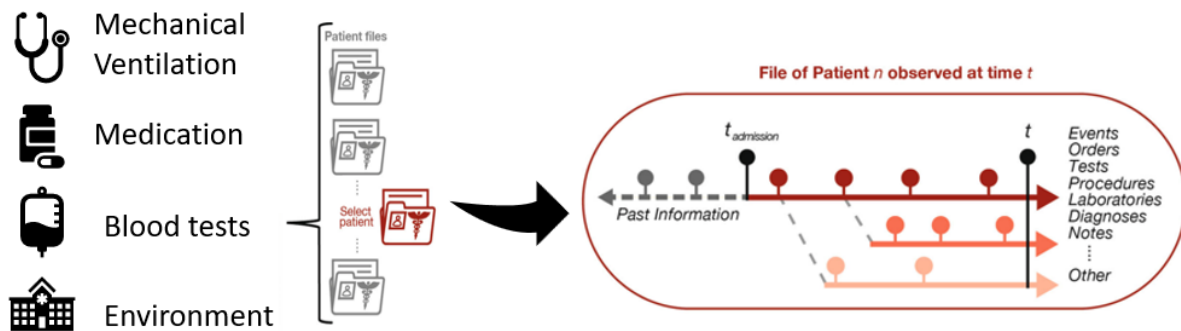 Mechanical
Ventilation
Medication
Blood tests
Environment
Patient files
Select
patient
File of Patient n observed at time t
t admission
t
Past Information
Events
Orders
Tests
Procedures
Laboratories
Diagnoses
Notes
Other